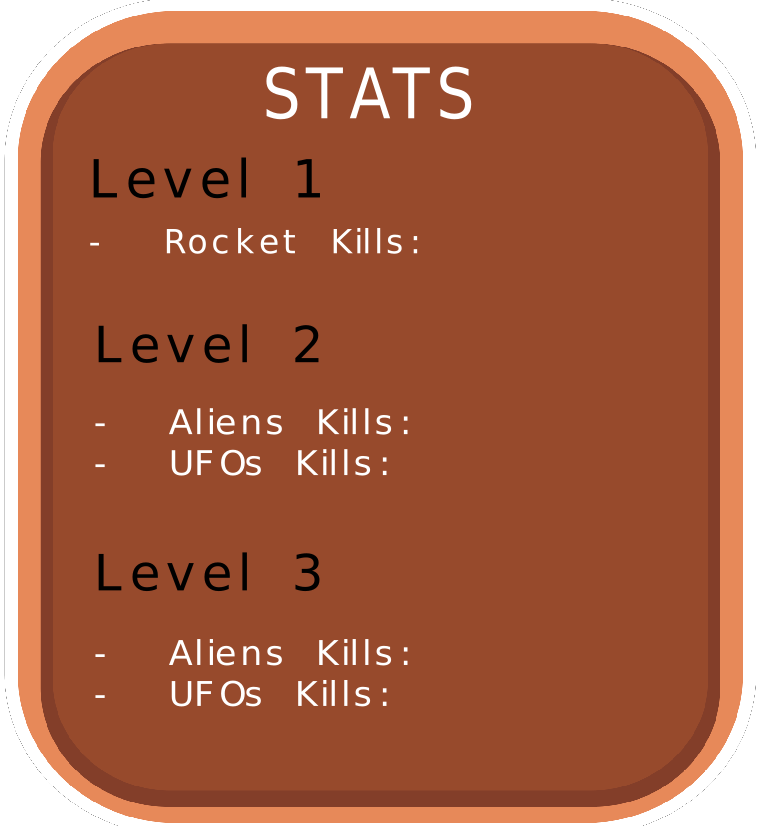 STATS
Level 1
- Rocket Kills:
Level 2
- Aliens Kills:
- UFOs Kills:
Level 3
- Aliens Kills:
- UFOs Kills: